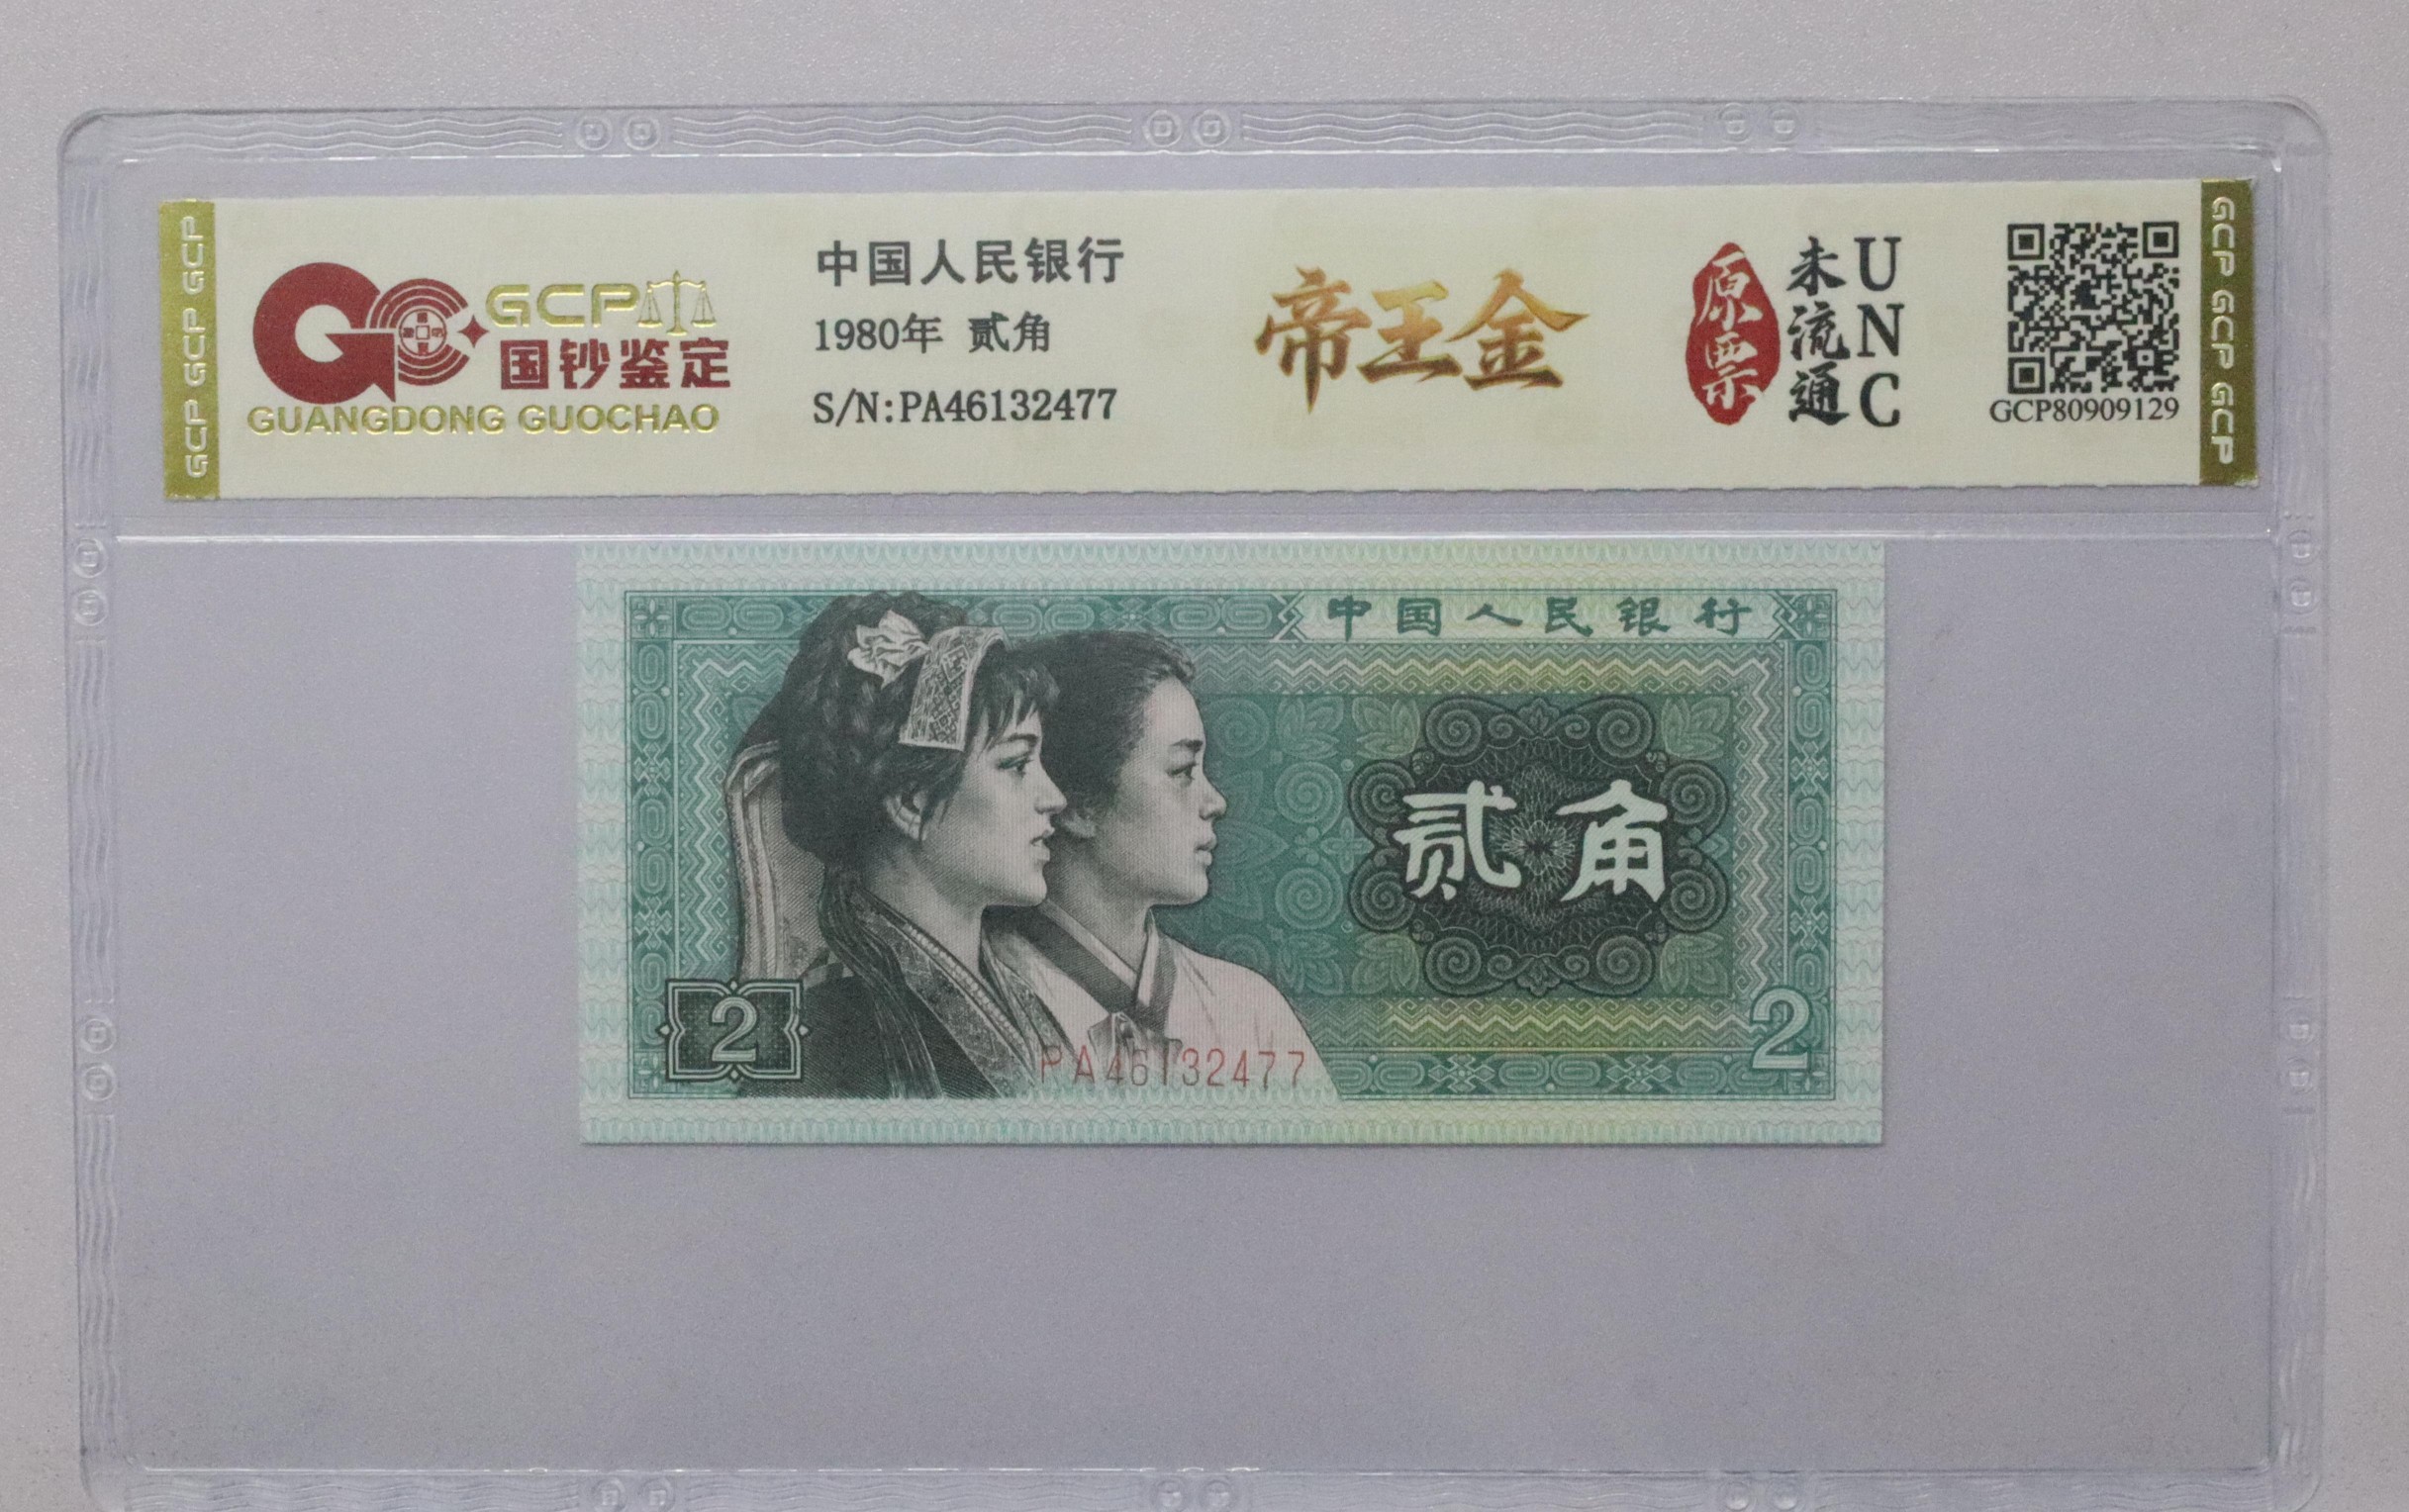 GCP GCP GCP
GCP
国钞鉴定
GUANGDONG GUOCHAO
中国人民银行
1980年 贰角
S/N:PA46132477
帝王金
原票
未流通
UNC
GCP80909129
GCP GCP GCP
中国人民银行
贰角
2
PA46132477
2